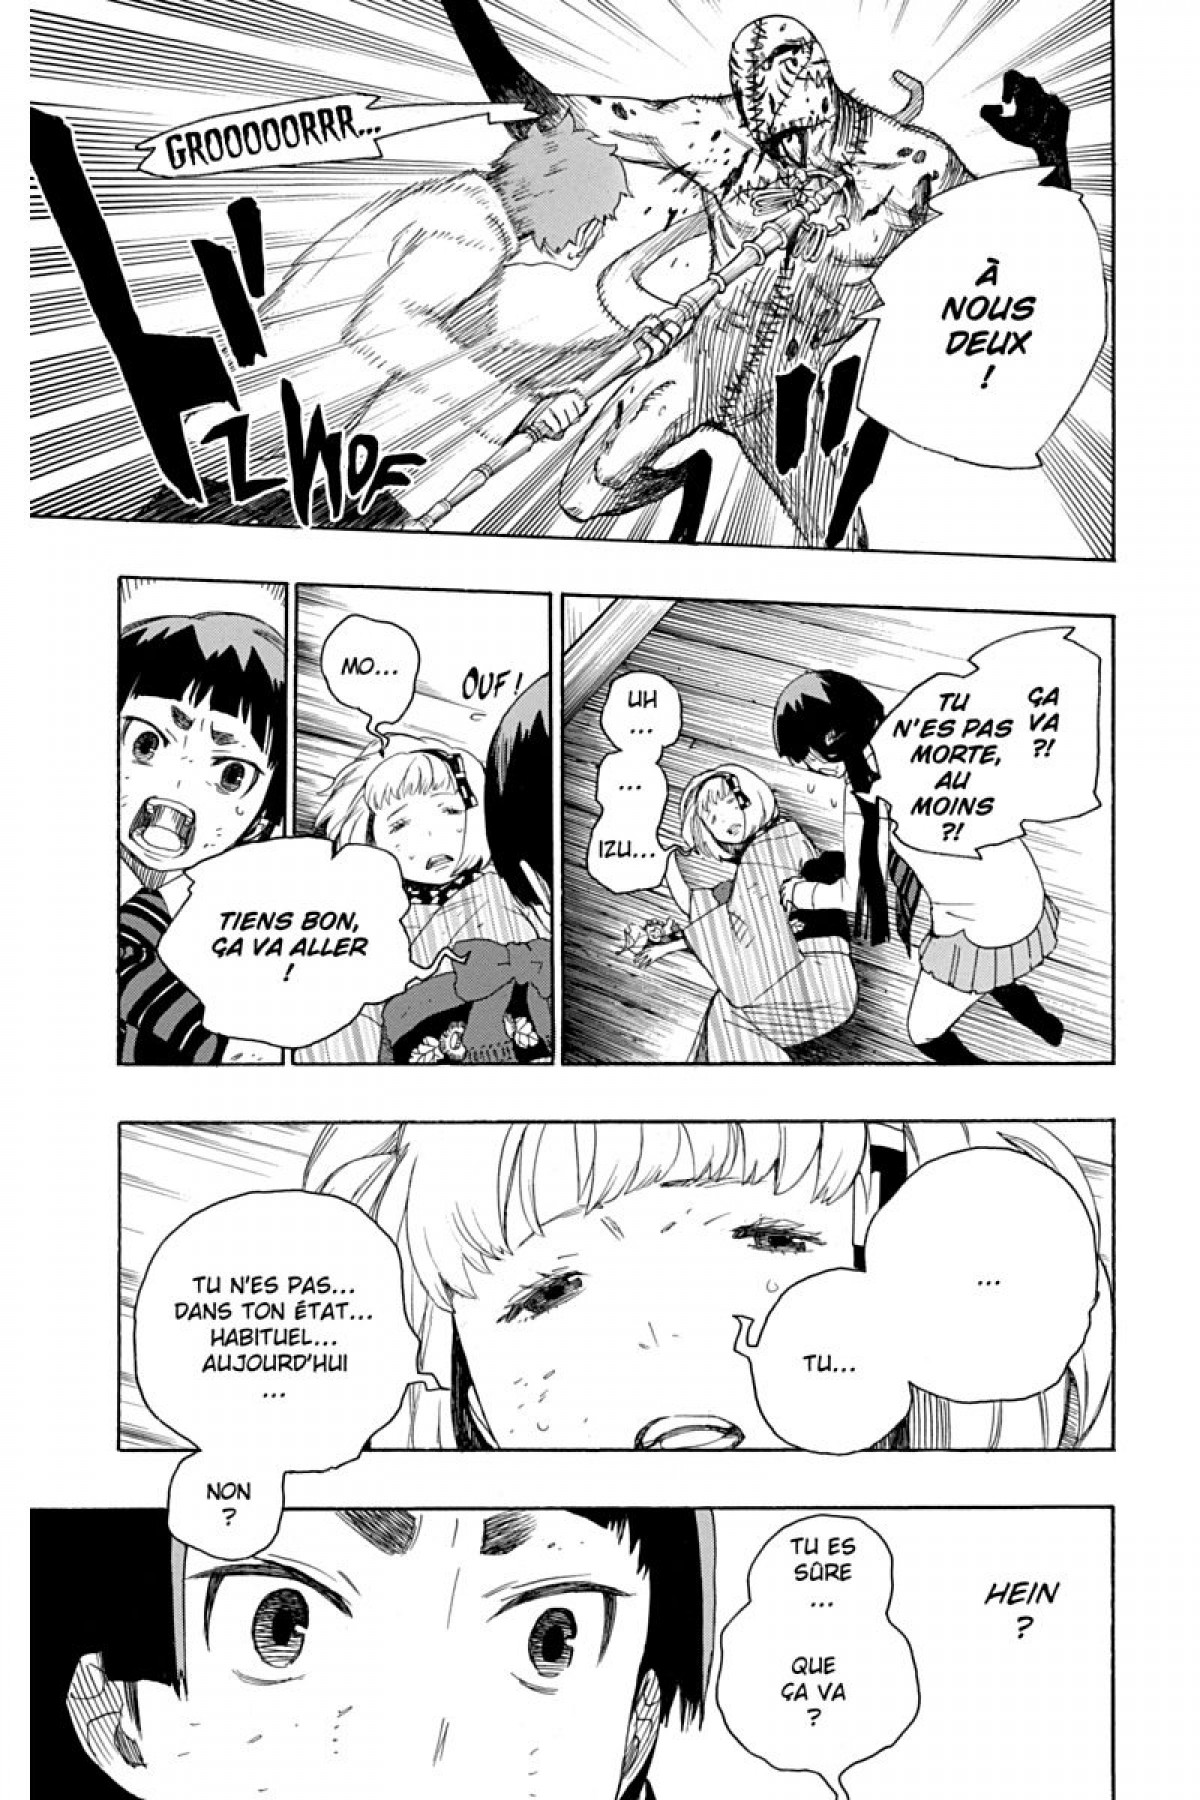 GROOOOORRR...
À
NOUS
DEUX
!
ド
ZWOF
ÇA
VA
?!
TU
N'ES PAS
MORTE,
AU
MOINS
?!
UH
...
...
IZU...
MO...
OUF !
TIENS BON,
ÇA VA ALLER
!
...
TU...
TU N'ES PAS...
DANS TON ÉTAT...
HABITUEL...
AUJOURD'HUI
...
NON
?
HEIN
?
TU ES
SÛRE
...
QUE
ÇA VA
?